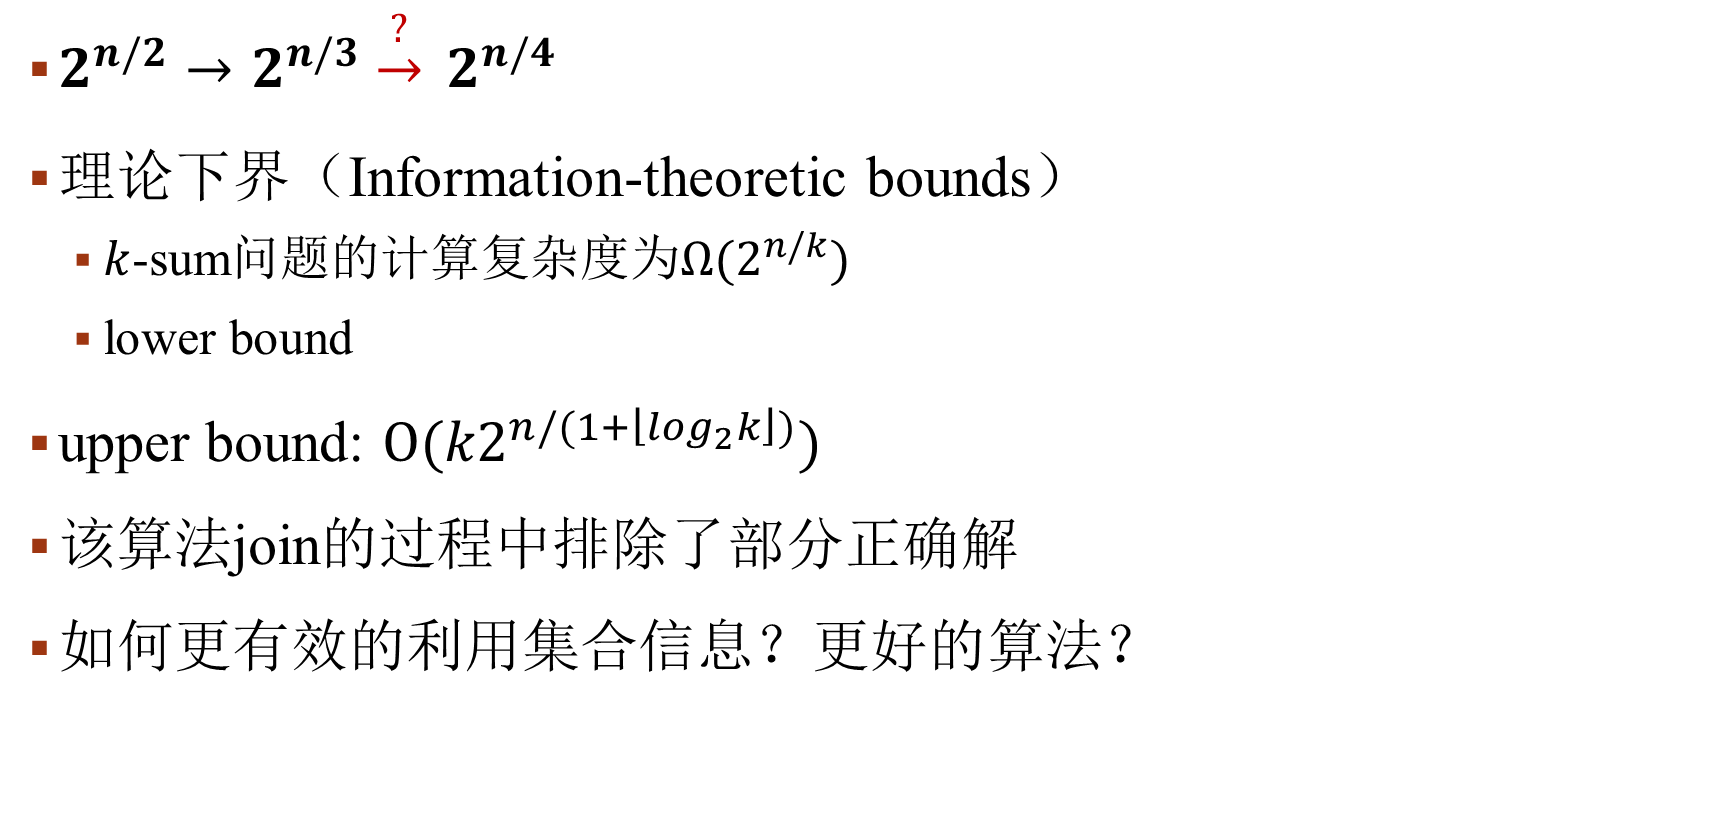 ▪ 2^{n/2} → 2^{n/3} \xrightarrow{?} 2^{n/4}
▪ 理论下界（Information-theoretic bounds）
▪ k-sum问题的计算复杂度为Ω(2^{n/k})
▪ lower bound
▪ upper bound: O(k2^{n/(1+⌊log_2 k⌋)})
▪ 该算法join的过程中排除了部分正确解
▪ 如何更有效的利用集合信息？更好的算法？